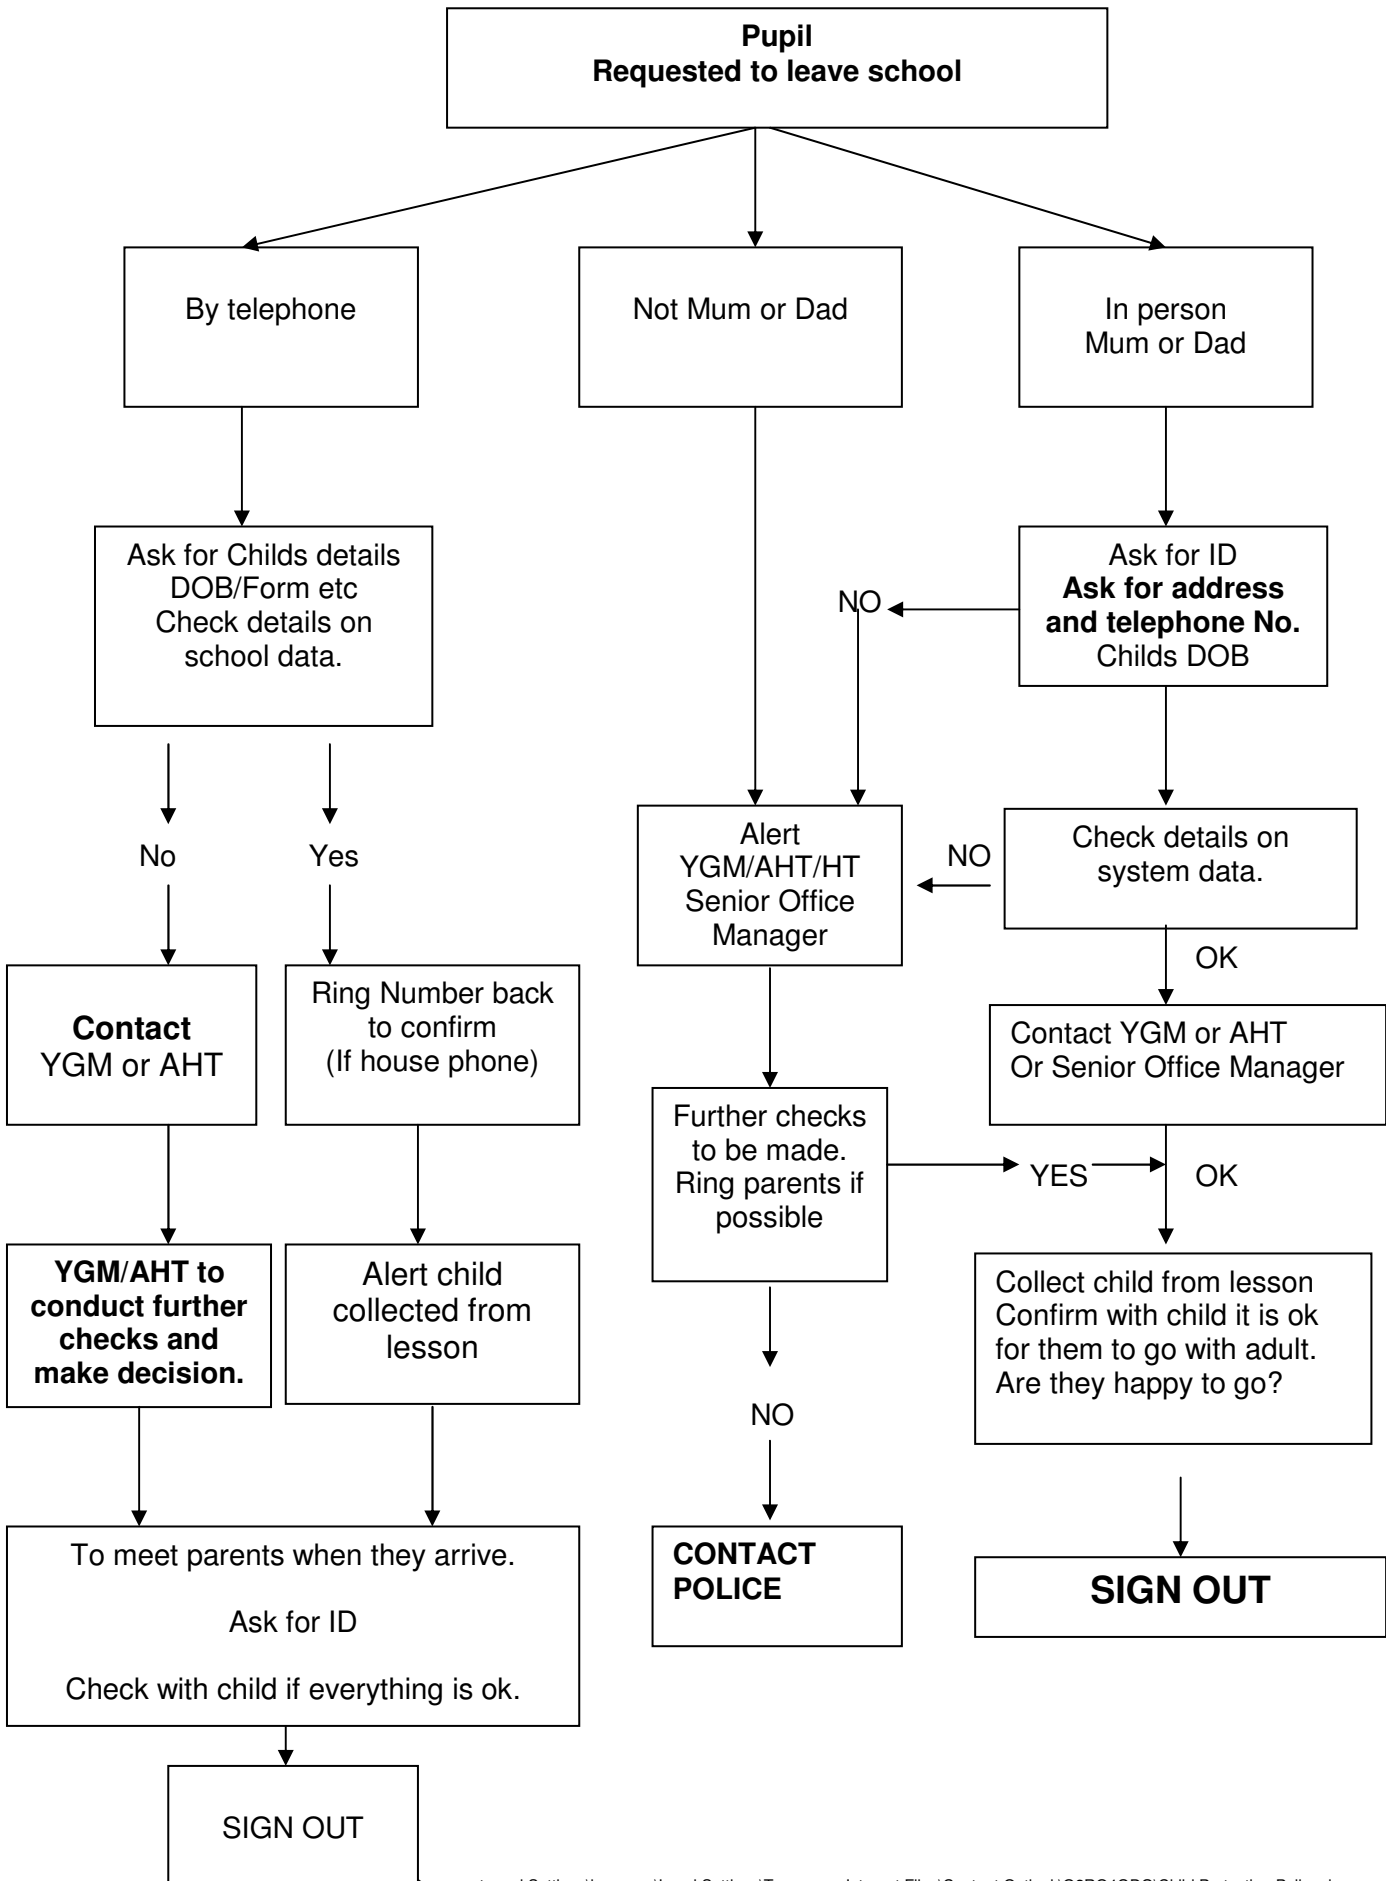 Pupil
Requested to leave school
By telephone
Not Mum or Dad
In person
Mum or Dad
Ask for Childs details
DOB/Form etc
Check details on
school data.
Ask for ID
Ask for address
and telephone No.
Childs DOB
NO
No
Yes
Alert
YGM/AHT/HT
Senior Office
Manager
NO
Check details on
system data.
OK
Contact
YGM or AHT
Ring Number back
to confirm
(If house phone)
Contact YGM or AHT
Or Senior Office Manager
Further checks
to be made.
Ring parents if
possible
YES
OK
YGM/AHT to
conduct further
checks and
make decision.
Alert child
collected from
lesson
Collect child from lesson
Confirm with child it is ok
for them to go with adult.
Are they happy to go?
NO
To meet parents when they arrive.
Ask for ID
Check with child if everything is ok.
CONTACT
POLICE
SIGN OUT
SIGN OUT